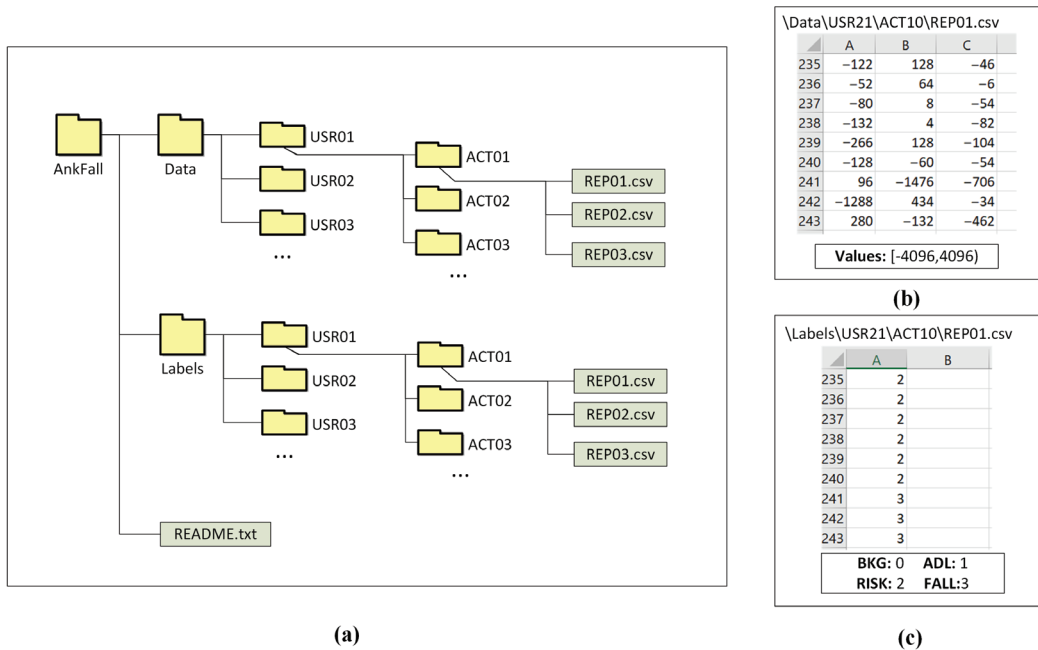 AnkFall
Data
USR01
USR02
USR03
...
ACT01
ACT02
ACT03
...
REP01.csv
REP02.csv
REP03.csv
Labels
USR01
USR02
USR03
...
ACT01
ACT02
ACT03
...
REP01.csv
REP02.csv
REP03.csv
README.txt
(a)
\Data\USR21\ACT10\REP01.csv
A B C
235 −122 128 −46
236 −52 64 −6
237 −80 8 −54
238 −132 4 −82
239 −266 128 −104
240 −128 −60 −54
241 96 −1476 −706
242 −1288 434 −34
243 280 −132 −462
Values: [-4096,4096)
(b)
\Labels\USR21\ACT10\REP01.csv
A B
235 2
236 2
237 2
238 2
239 2
240 2
241 3
242 3
243 3
BKG: 0 ADL: 1
RISK: 2 FALL:3
(c)